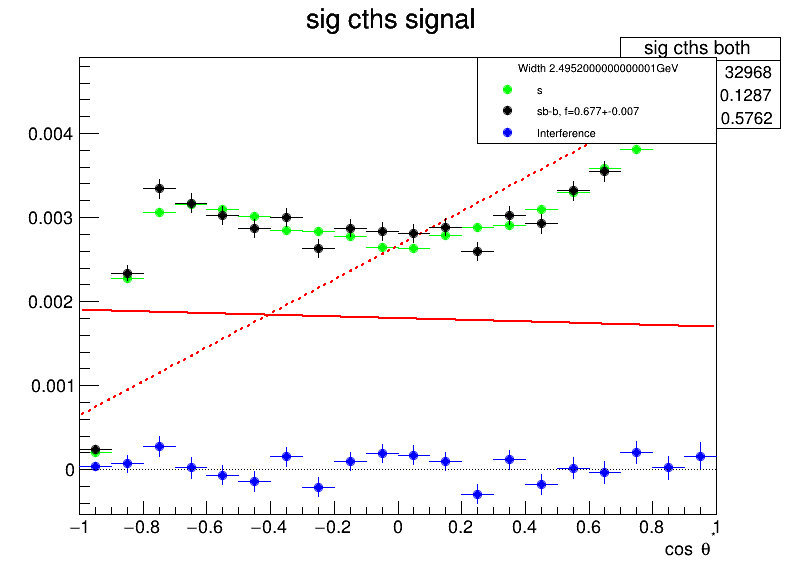 sig cths signal
sig cths both
32968
0.1287
0.5762
Width 2.4952000000000001GeV
s
sb-b, f=0.677+-0.007
Interference
0.004
0.003
0.002
0.001
0
−1 −0.8 −0.6 −0.4 −0.2 0 0.2 0.4 0.6 0.8 1
cos θ*